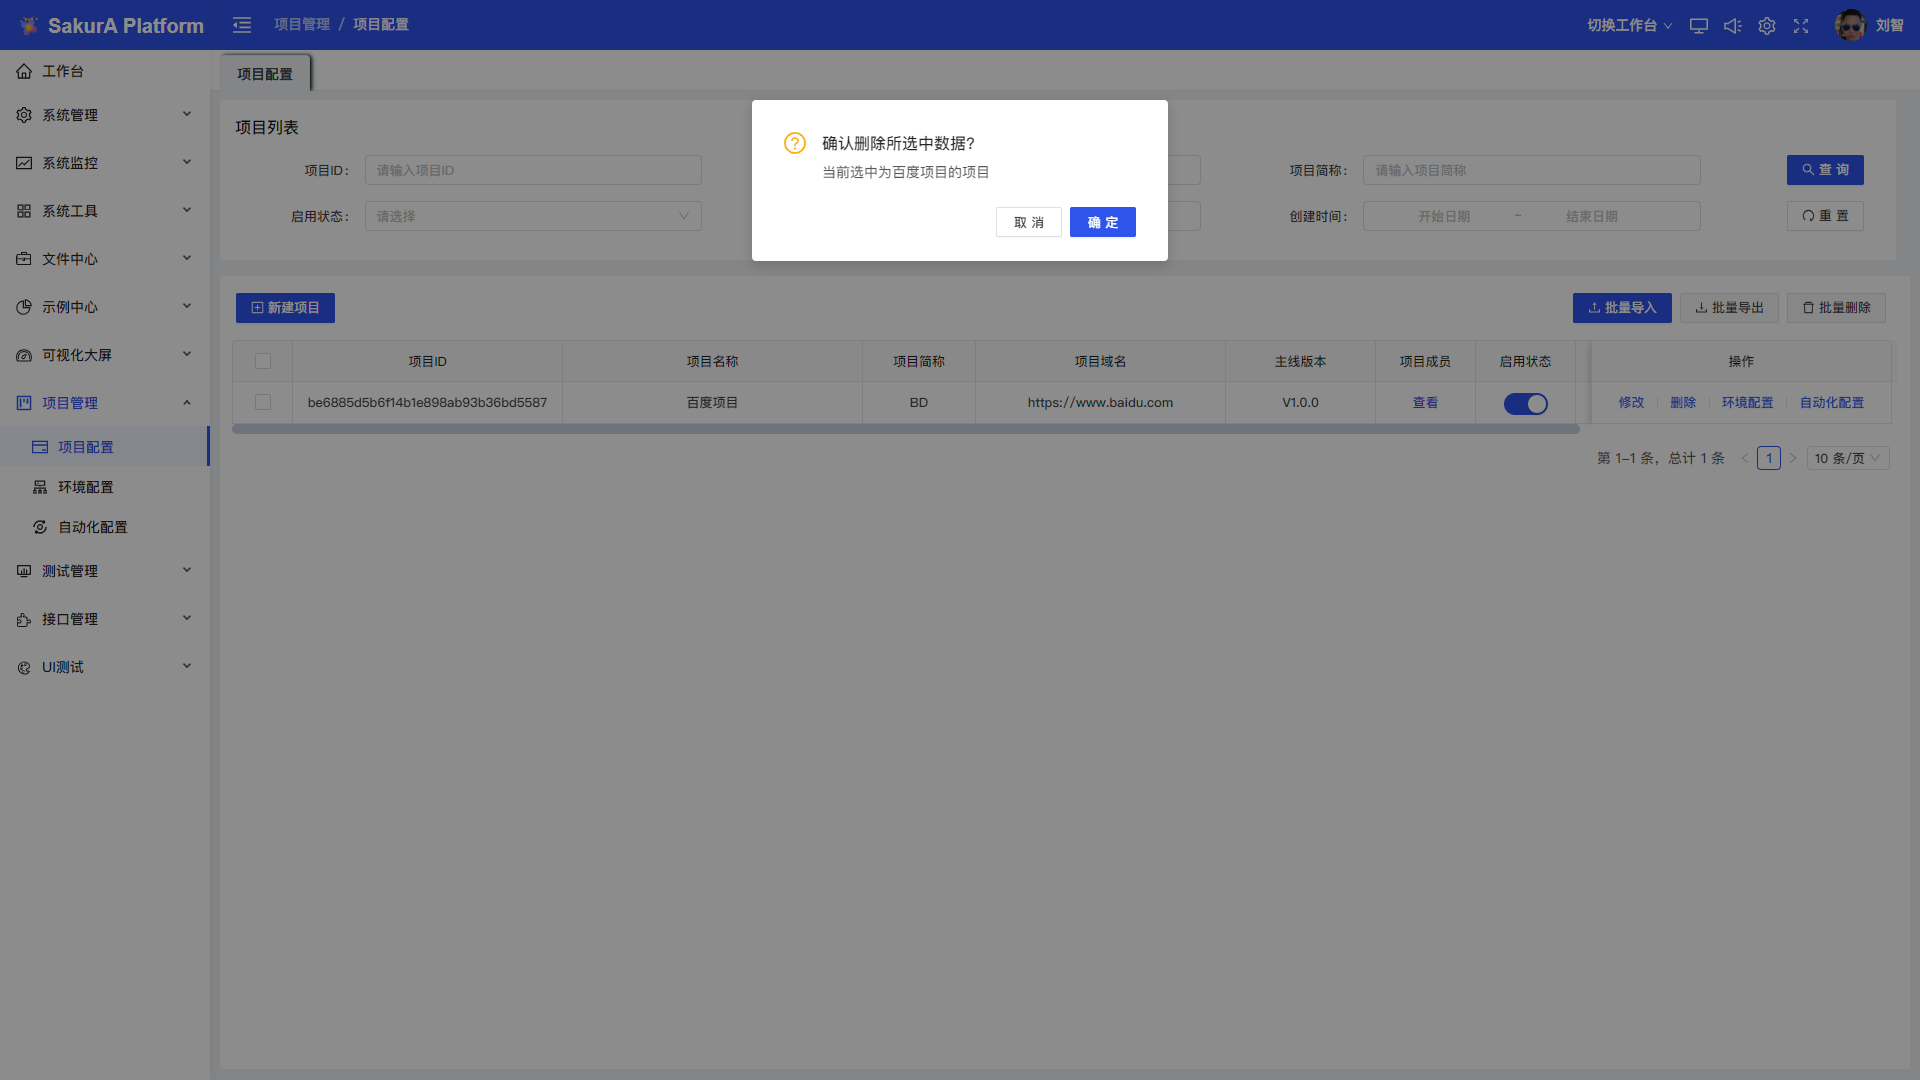 SakurA Platform
项目管理 / 项目配置
切换工作台
刘智
工作台
系统管理
系统监控
系统工具
文件中心
示例中心
可视化大屏
项目管理
项目配置
环境配置
自动化配置
测试管理
接口管理
UI测试
项目配置
项目列表
项目ID： 请输入项目ID
项目简称： 请输入项目简称
查 询
启用状态： 请选择
创建时间： 开始日期 ~ 结束日期
重 置
确认删除所选中数据?
当前选中为百度项目的项目
取 消 确 定
新建项目
批量导入 批量导出 批量删除
项目ID 项目名称 项目简称 项目域名 主线版本 项目成员 启用状态 操作
be6885d5b6f14b1e898ab93b36bd5587 百度项目 BD https://www.baidu.com V1.0.0 查看 修改 删除 环境配置 自动化配置
第 1-1 条，总计 1 条 < 1 > 10 条/页